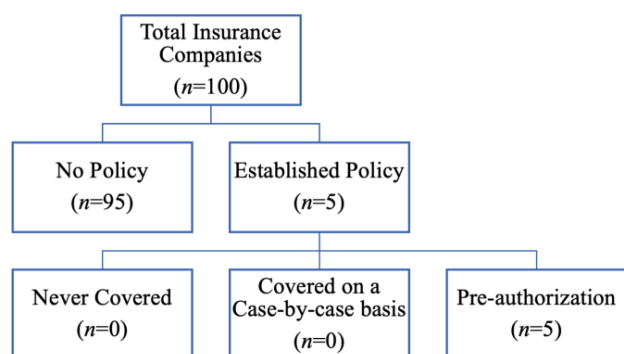 Total Insurance
Companies
(n=100)
No Policy
(n=95)
Established Policy
(n=5)
Never Covered
(n=0)
Covered on a
Case-by-case basis
(n=0)
Pre-authorization
(n=5)